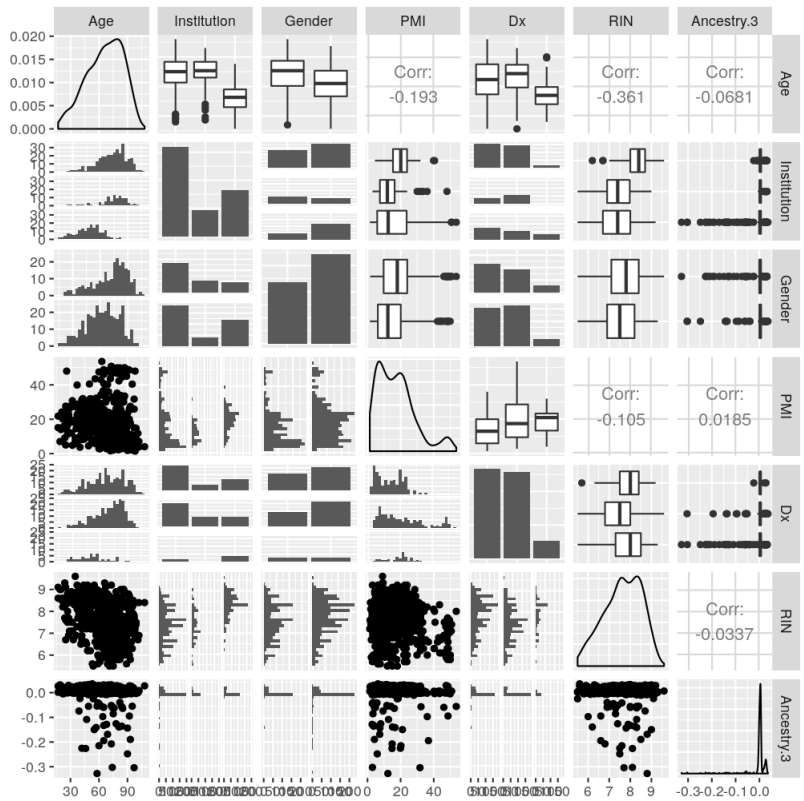 Age Institution Gender PMI Dx RIN Ancestry.3
0.020
0.015
0.010
0.005
0.000
Corr:
-0.193
Corr:
-0.361
Corr:
-0.0681
Age
30
20
10
0
30
20
10
0
30
20
10
0
Institution
20
10
0
20
10
0
Gender
40
20
0
Corr:
-0.105
Corr:
0.0185
PMI
Dx
9
8
7
6
Corr:
-0.0337
RIN
0.0
-0.1
-0.2
-0.3
Ancestry.3
30 60 90
0 20 40
6 7 8 9
-0.3 -0.2 -0.1 0.0